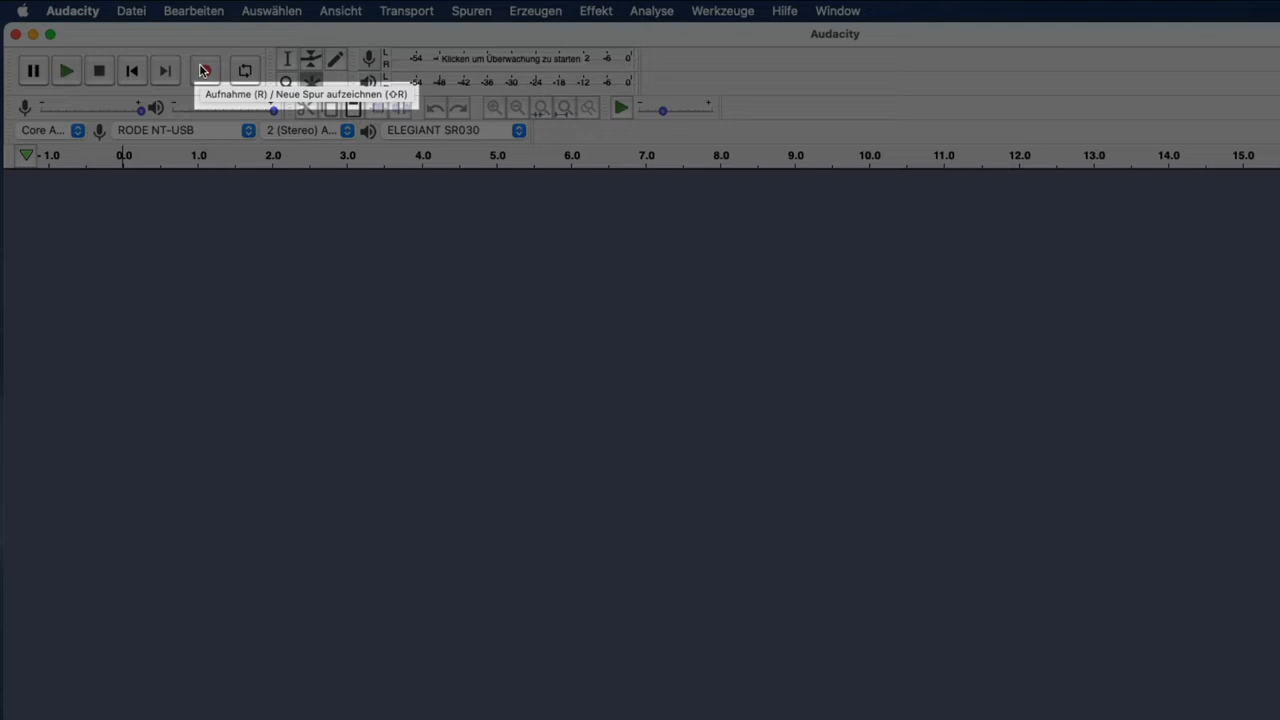 Audacity Datei Bearbeiten Auswählen Ansicht Transport Spuren Erzeugen Effekt Analyse Werkzeuge Hilfe Window
Audacity
L
R
-54 Klicken um Überwachung zu starten 2 -6 0
L
-54 -48 -42 -36 -30 -24 -18 -12 -6 0
Aufnahme (R) / Neue Spur aufzeichnen (⇧R)
- + - +
- +
Core A... RODE NT-USB 2 (Stereo) A... ELEGIANT SR030
-1.0 0.0 1.0 2.0 3.0 4.0 5.0 6.0 7.0 8.0 9.0 10.0 11.0 12.0 13.0 14.0 15.0